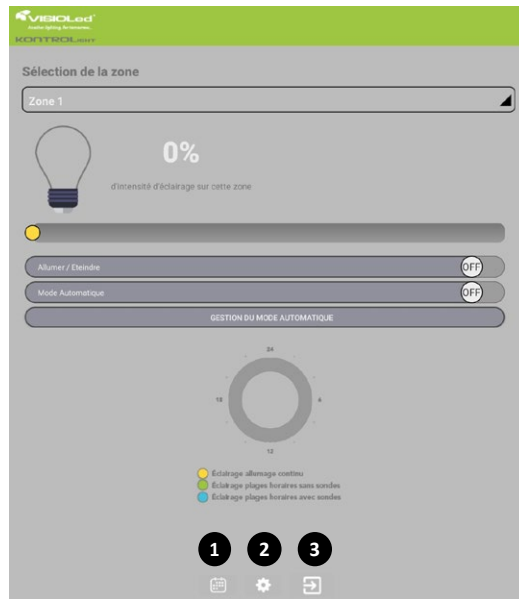 VISIOLed
KONTROLIGHT
Sélection de la zone
Zone 1
0%
d'intensité d'éclairage sur cette zone
Allumer / Eteindre
OFF
Mode Automatique
OFF
GESTION DU MODE AUTOMATIQUE
24
18
6
12
Éclairage allumage continu
Éclairage plages horaires sans sondes
Éclairage plages horaires avec sondes
1 2 3